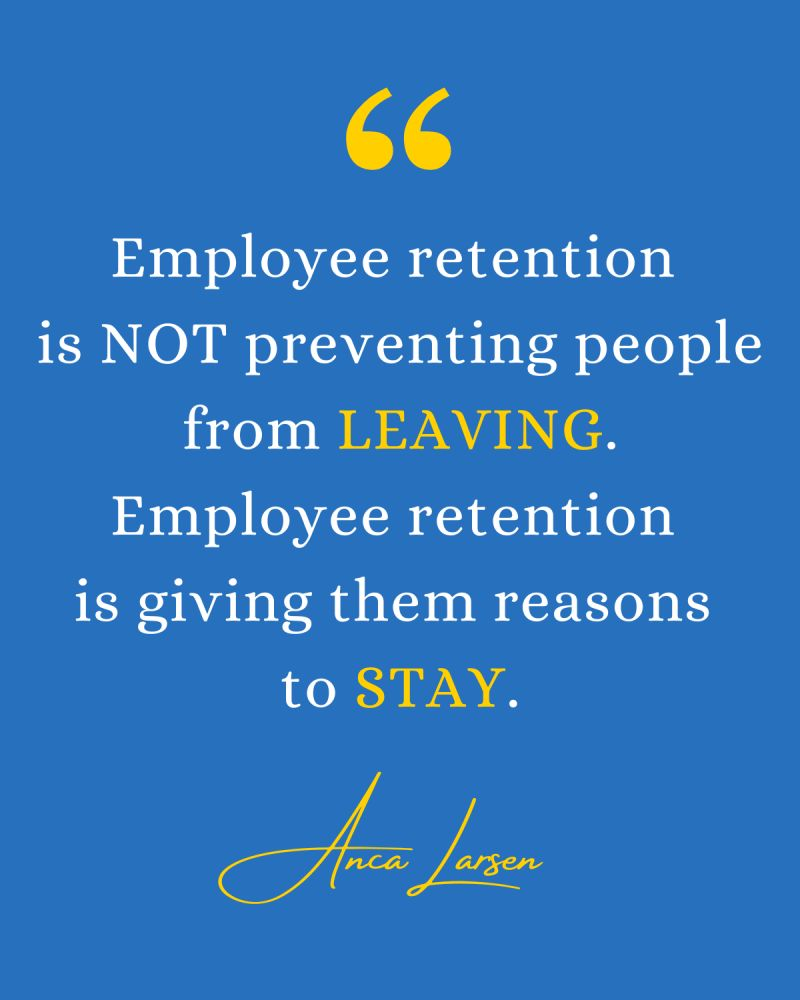 “
Employee retention
is NOT preventing people
from LEAVING.
Employee retention
is giving them reasons
to STAY.
Anca Larsen